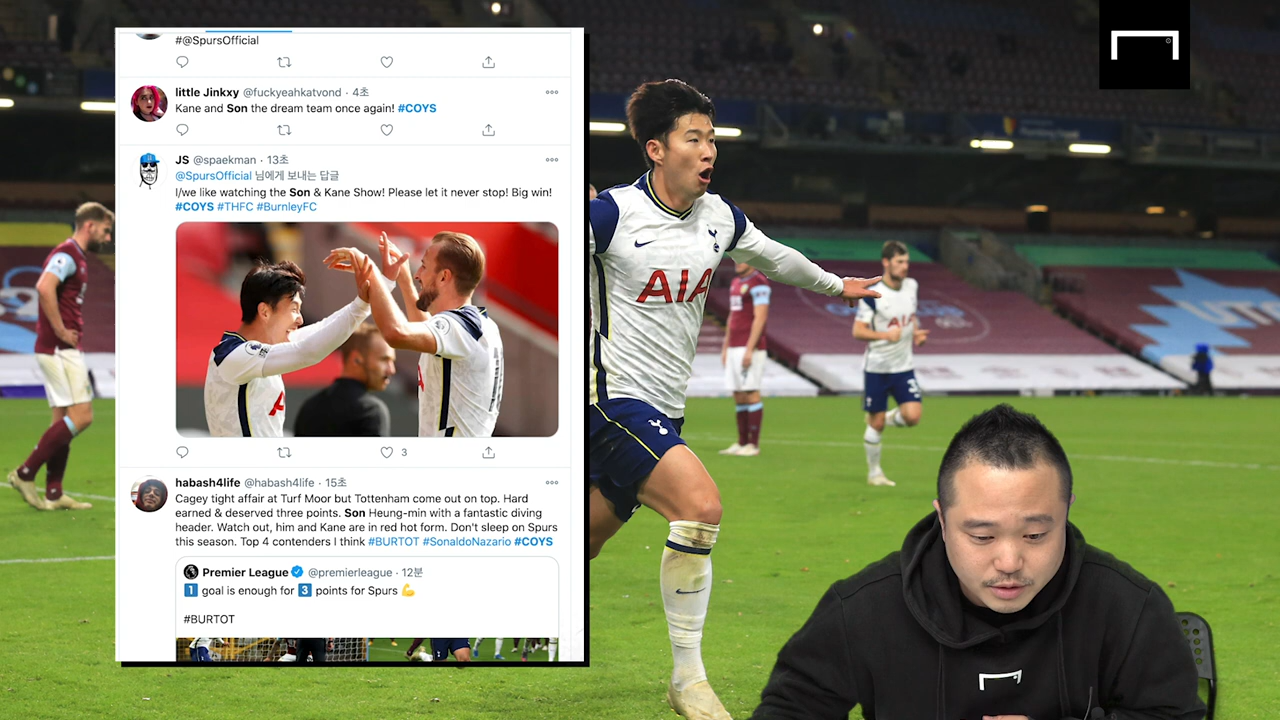 #@SpursOfficial
little Jinkxy @fuckyeahkatvond · 4초
Kane and Son the dream team once again! #COYS
JS @spaekman · 13초
@SpursOfficial 님에게 보내는 답글
I/we like watching the Son & Kane Show! Please let it never stop! Big win!
#COYS #THFC #BurnleyFC
3
habash4life @habash4life · 15초
Cagey tight affair at Turf Moor but Tottenham come out on top. Hard
earned & deserved three points. Son Heung-min with a fantastic diving
header. Watch out, him and Kane are in red hot form. Don't sleep on Spurs
this season. Top 4 contenders I think #BURTOT #SonaldoNazario #COYS
Premier League @premierleague · 12분
1 goal is enough for 3 points for Spurs
#BURTOT
AIA